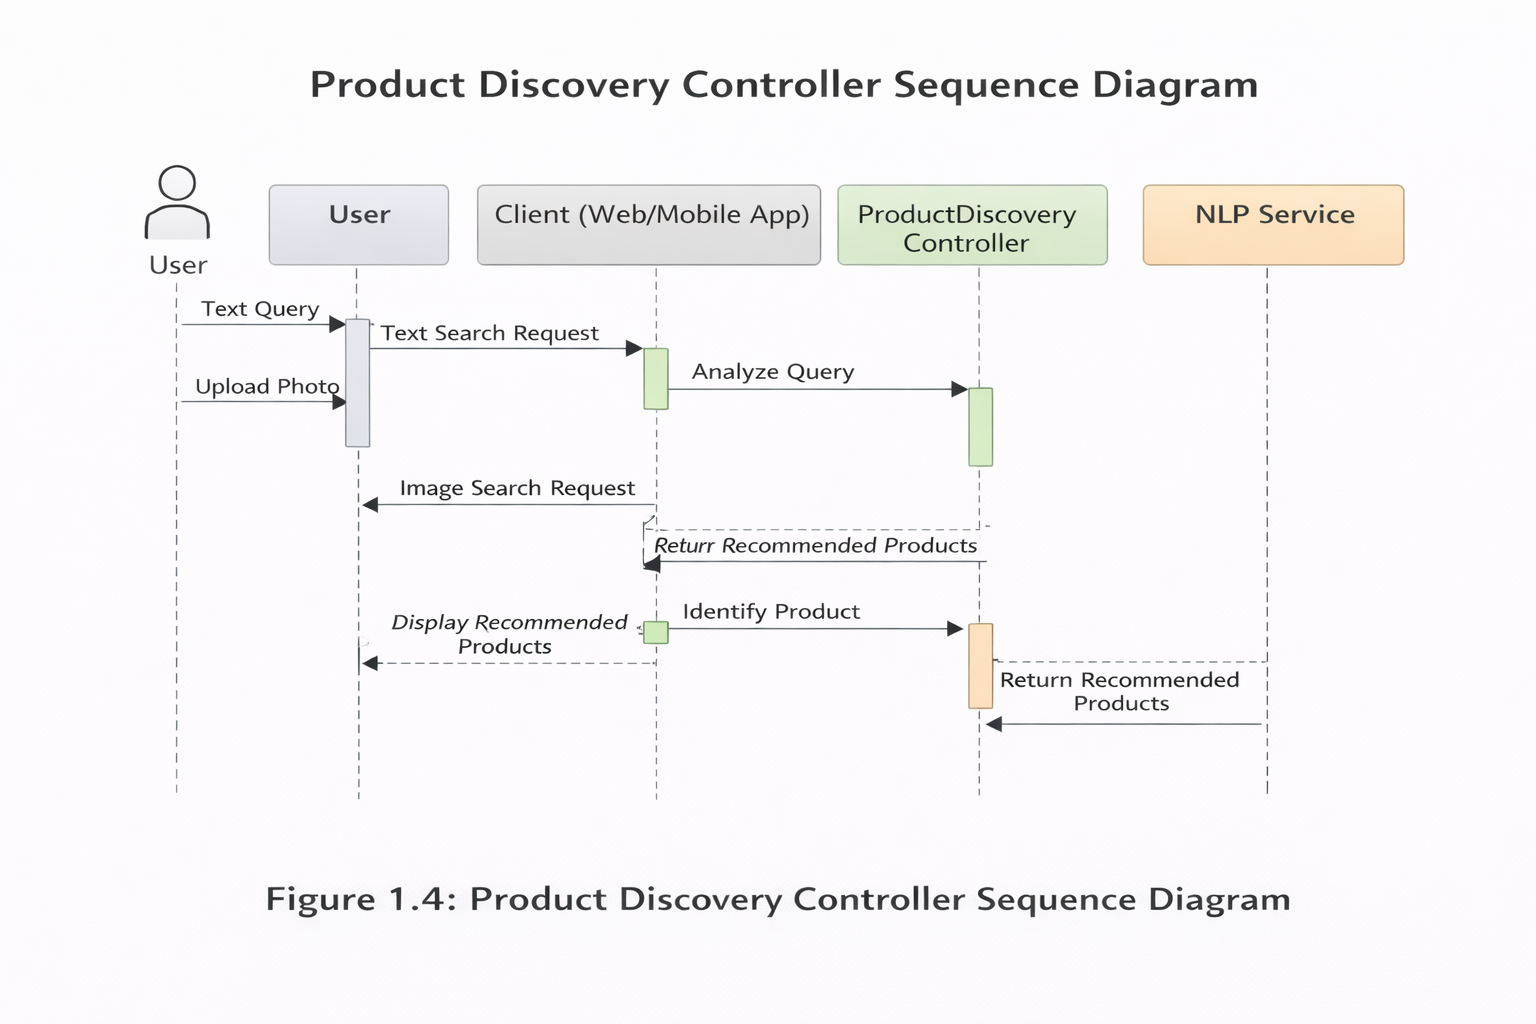 Product Discovery Controller Sequence Diagram
User
User
Client (Web/Mobile App)
ProductDiscovery
Controller
NLP Service
Text Query
Text Search Request
Analyze Query
Upload Photo
Image Search Request
Returr Recommended Products
Display Recommended
Products
Identify Product
Return Recommended
Products
Figure 1.4: Product Discovery Controller Sequence Diagram